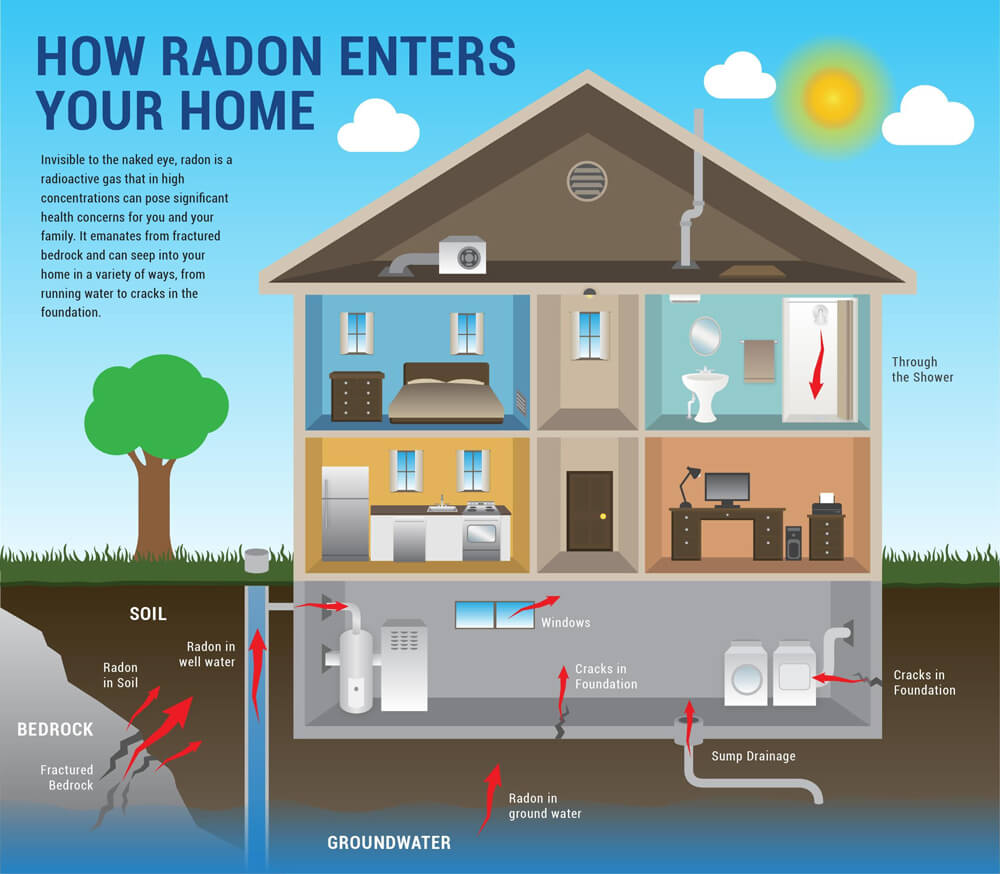 HOW RADON ENTERS
YOUR HOME
Invisible to the naked eye, radon is a
radioactive gas that in high
concentrations can pose significant
health concerns for you and your
family. It emanates from fractured
bedrock and can seep into your
home in a variety of ways, from
running water to cracks in the
foundation.
Through
the Shower
SOIL
Windows
Radon in
well water
Radon
in Soil
Cracks in
Foundation
Cracks in
Foundation
BEDROCK
Fractured
Bedrock
Sump Drainage
Radon in
ground water
GROUNDWATER